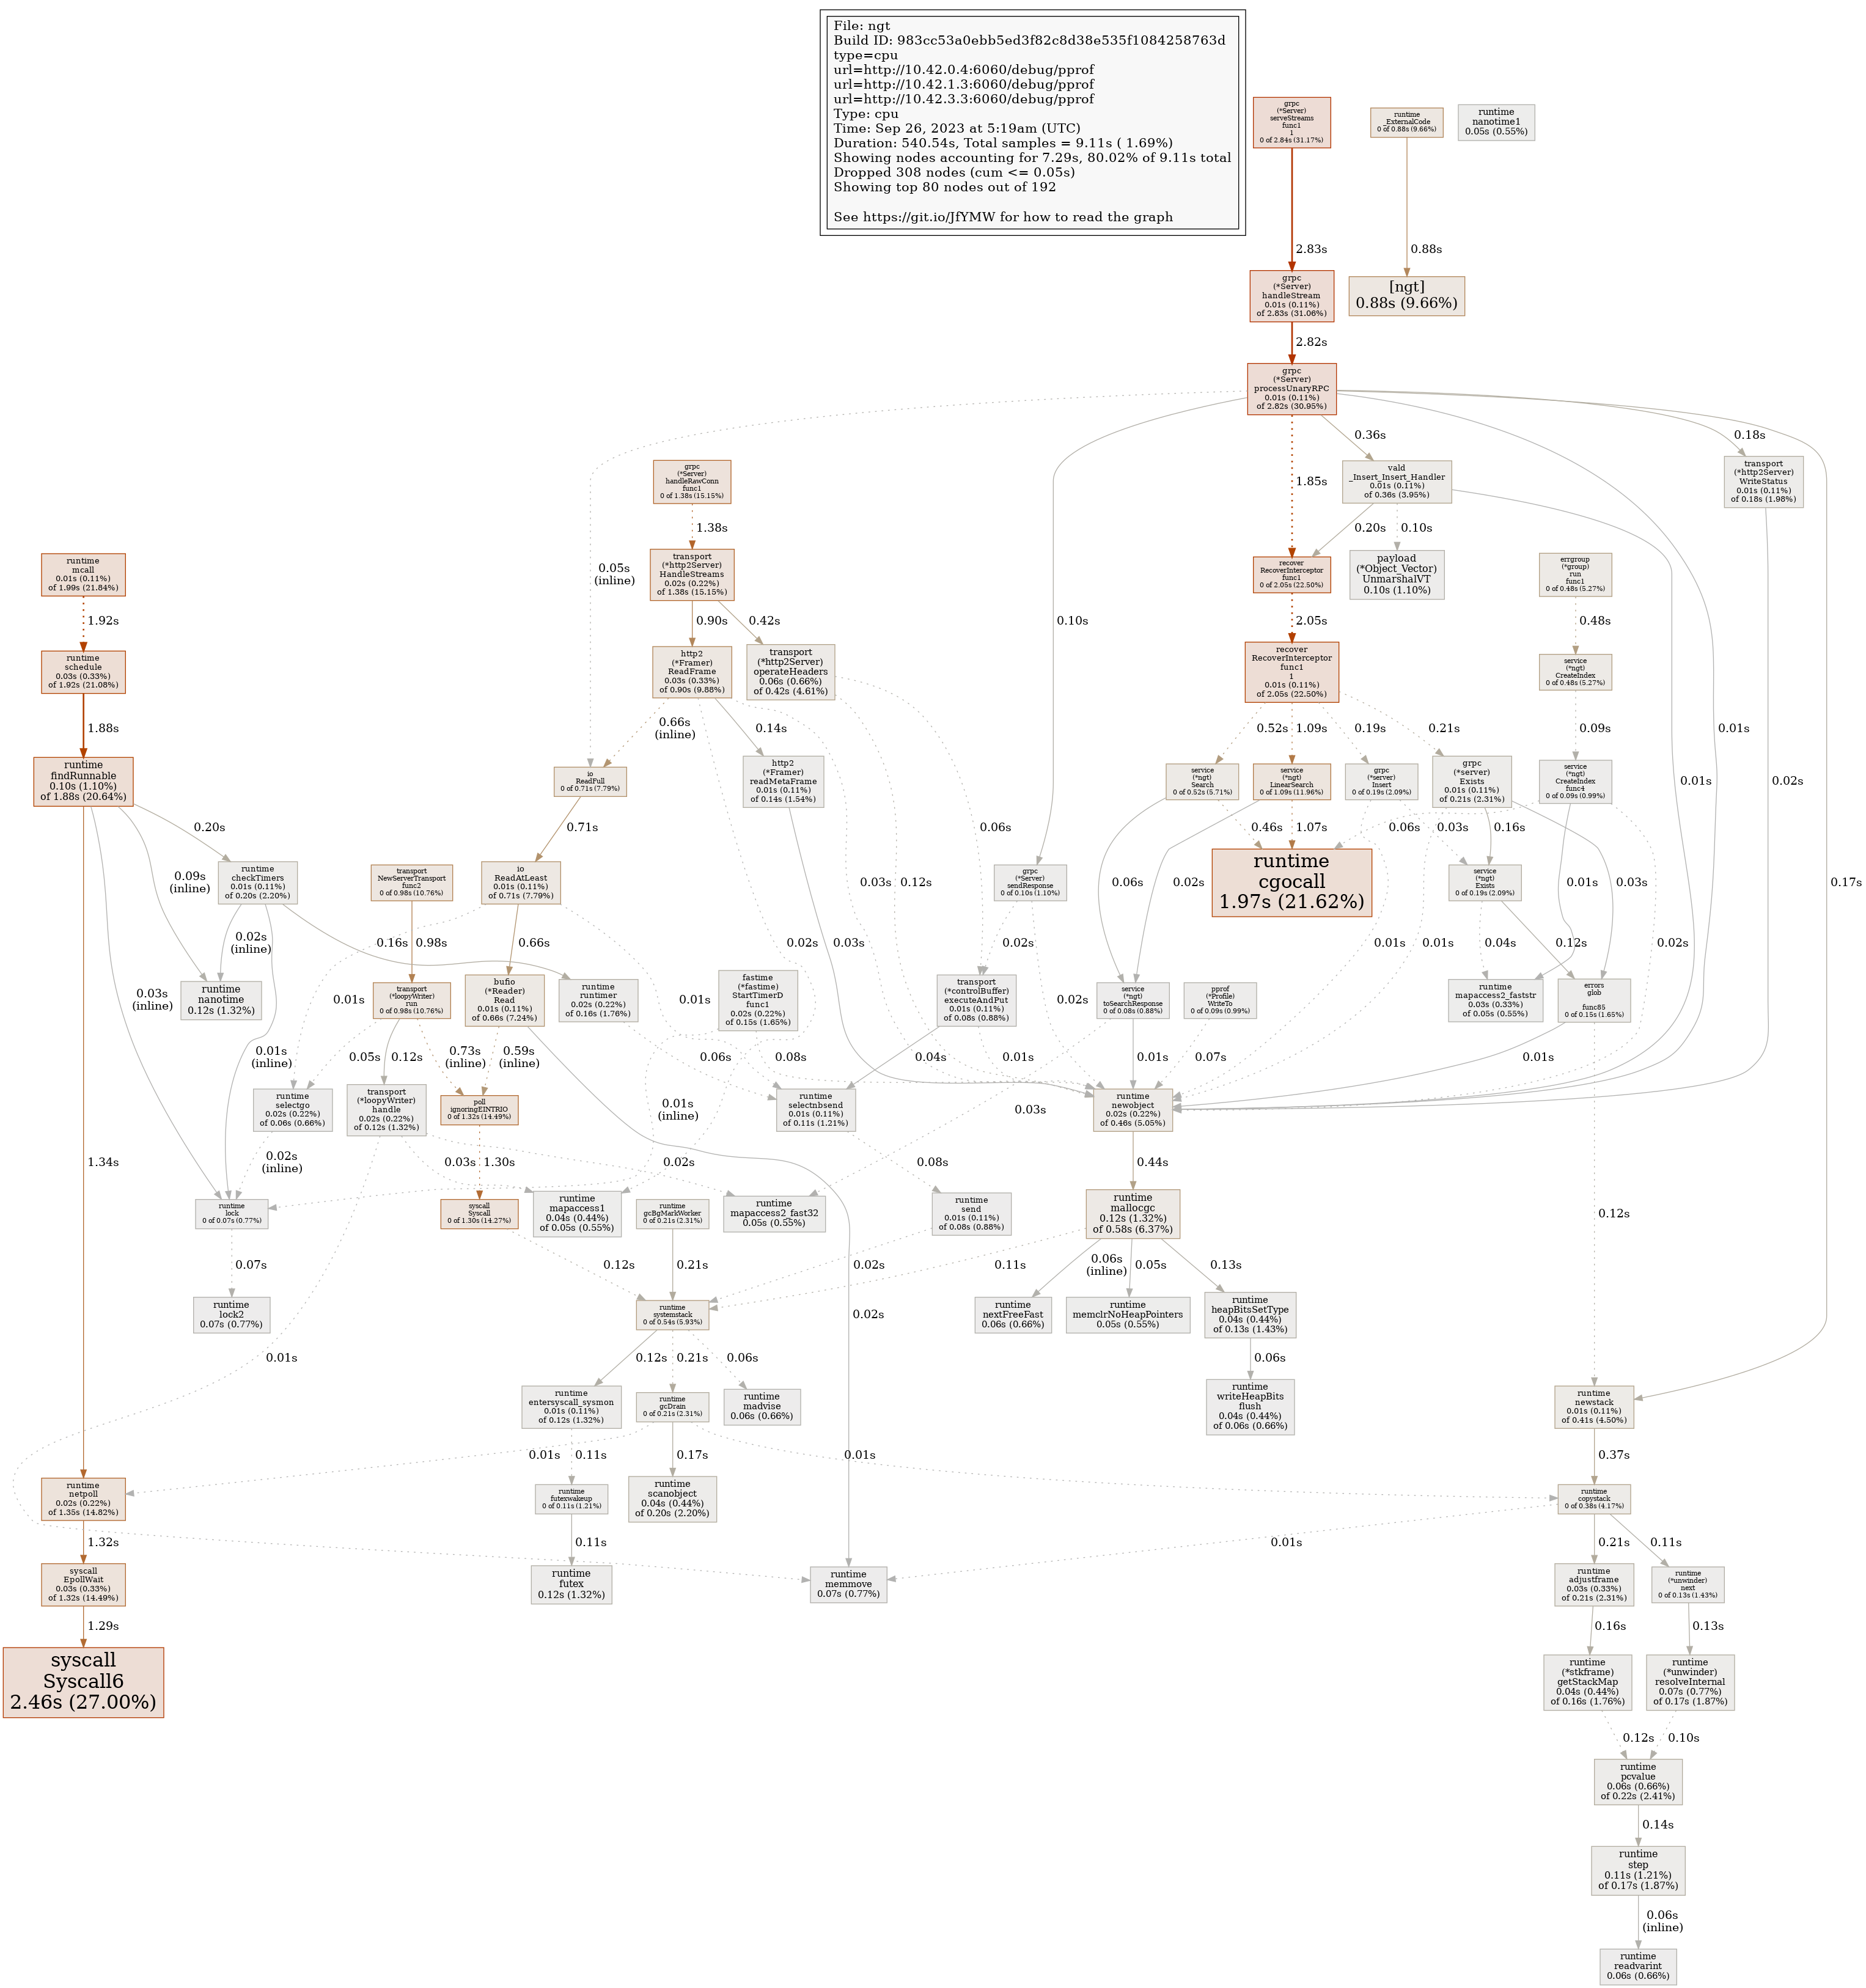 File: ngt
Build ID: 983cc53a0ebb5ed3f82c8d38e535f1084258763d
type=cpu
url=http://10.42.0.4:6060/debug/pprof
url=http://10.42.1.3:6060/debug/pprof
url=http://10.42.3.3:6060/debug/pprof
Type: cpu
Time: Sep 26, 2023 at 5:19am (UTC)
Duration: 540.54s, Total samples = 9.11s ( 1.69%)
Showing nodes accounting for 7.29s, 80.02% of 9.11s total
Dropped 308 nodes (cum <= 0.05s)
Showing top 80 nodes out of 192
See https://git.io/JfYMW for how to read the graph
grpc
(*Server)
serveStreams
func1
1
0 of 2.84s (31.17%)
runtime
_ExternalCode
0 of 0.88s (9.66%)
runtime
nanotime1
0.05s (0.55%)
2.83s
0.88s
grpc
(*Server)
handleStream
0.01s (0.11%)
of 2.83s (31.06%)
[ngt]
0.88s (9.66%)
2.82s
grpc
(*Server)
processUnaryRPC
0.01s (0.11%)
of 2.82s (30.95%)
0.36s
0.18s
grpc
(*Server)
handleRawConn
func1
0 of 1.38s (15.15%)
1.85s
vald
_Insert_Insert_Handler
0.01s (0.11%)
of 0.36s (3.95%)
transport
(*http2Server)
WriteStatus
0.01s (0.11%)
of 0.18s (1.98%)
1.38s
0.20s
0.10s
runtime
mcall
0.01s (0.11%)
of 1.99s (21.84%)
0.05s
(inline)
transport
(*http2Server)
HandleStreams
0.02s (0.22%)
of 1.38s (15.15%)
0.10s
recover
RecoverInterceptor
func1
0 of 2.05s (22.50%)
payload
(*Object_Vector)
UnmarshalVT
0.10s (1.10%)
errgroup
(*group)
run
func1
0 of 0.48s (5.27%)
1.92s
0.90s
0.42s
2.05s
0.48s
runtime
schedule
0.03s (0.33%)
of 1.92s (21.08%)
http2
(*Framer)
ReadFrame
0.03s (0.33%)
of 0.90s (9.88%)
transport
(*http2Server)
operateHeaders
0.06s (0.66%)
of 0.42s (4.61%)
recover
RecoverInterceptor
func1
1
0.01s (0.11%)
of 2.05s (22.50%)
service
(*ngt)
CreateIndex
0 of 0.48s (5.27%)
1.88s
0.66s
(inline)
0.14s
0.52s
1.09s
0.19s
0.21s
0.09s
0.01s
0.01s
0.02s
runtime
findRunnable
0.10s (1.10%)
of 1.88s (20.64%)
io
ReadFull
0 of 0.71s (7.79%)
http2
(*Framer)
readMetaFrame
0.01s (0.11%)
of 0.14s (1.54%)
service
(*ngt)
Search
0 of 0.52s (5.71%)
service
(*ngt)
LinearSearch
0 of 1.09s (11.96%)
grpc
(*server)
Insert
0 of 0.19s (2.09%)
grpc
(*server)
Exists
0.01s (0.11%)
of 0.21s (2.31%)
service
(*ngt)
CreateIndex
func4
0 of 0.09s (0.99%)
0.20s
0.71s
0.06s
0.46s
1.07s
0.06s
0.03s
0.16s
0.09s
(inline)
0.03s
0.12s
0.06s
0.02s
0.01s
0.03s
0.17s
runtime
checkTimers
0.01s (0.11%)
of 0.20s (2.20%)
transport
NewServerTransport
func2
0 of 0.98s (10.76%)
io
ReadAtLeast
0.01s (0.11%)
of 0.71s (7.79%)
grpc
(*Server)
sendResponse
0 of 0.10s (1.10%)
runtime
cgocall
1.97s (21.62%)
service
(*ngt)
Exists
0 of 0.19s (2.09%)
0.02s
(inline)
0.16s
0.98s
0.66s
0.02s
0.03s
0.02s
0.01s
0.01s
0.04s
0.12s
0.02s
0.03s
(inline)
runtime
nanotime
0.12s (1.32%)
0.01s
transport
(*loopyWriter)
run
0 of 0.98s (10.76%)
bufio
(*Reader)
Read
0.01s (0.11%)
of 0.66s (7.24%)
runtime
runtimer
0.02s (0.22%)
of 0.16s (1.76%)
0.01s
fastime
(*fastime)
StartTimerD
func1
0.02s (0.22%)
of 0.15s (1.65%)
transport
(*controlBuffer)
executeAndPut
0.01s (0.11%)
of 0.08s (0.88%)
0.02s
service
(*ngt)
toSearchResponse
0 of 0.08s (0.88%)
pprof
(*Profile)
WriteTo
0 of 0.09s (0.99%)
runtime
mapaccess2_faststr
0.03s (0.33%)
of 0.05s (0.55%)
errors
glob

func85
0 of 0.15s (1.65%)
0.01s
(inline)
0.05s
0.12s
0.73s
(inline)
0.59s
(inline)
0.06s
0.08s
0.04s
0.01s
0.01s
0.07s
0.01s
runtime
selectgo
0.02s (0.22%)
of 0.06s (0.66%)
transport
(*loopyWriter)
handle
0.02s (0.22%)
of 0.12s (1.32%)
poll
ignoringEINTRIO
0 of 1.32s (14.49%)
0.01s
(inline)
runtime
selectnbsend
0.01s (0.11%)
of 0.11s (1.21%)
0.03s
runtime
newobject
0.02s (0.22%)
of 0.46s (5.05%)
1.34s
0.02s
(inline)
0.03s
1.30s
0.02s
0.08s
0.44s
runtime
lock
0 of 0.07s (0.77%)
syscall
Syscall
0 of 1.30s (14.27%)
runtime
mapaccess1
0.04s (0.44%)
of 0.05s (0.55%)
runtime
gcBgMarkWorker
0 of 0.21s (2.31%)
runtime
mapaccess2_fast32
0.05s (0.55%)
runtime
send
0.01s (0.11%)
of 0.08s (0.88%)
runtime
mallocgc
0.12s (1.32%)
of 0.58s (6.37%)
0.12s
0.07s
0.12s
0.21s
0.02s
0.11s
0.06s
(inline)
0.05s
0.13s
runtime
lock2
0.07s (0.77%)
runtime
systemstack
0 of 0.54s (5.93%)
0.02s
runtime
nextFreeFast
0.06s (0.66%)
runtime
memclrNoHeapPointers
0.05s (0.55%)
runtime
heapBitsSetType
0.04s (0.44%)
of 0.13s (1.43%)
0.01s
0.12s
0.21s
0.06s
0.06s
runtime
entersyscall_sysmon
0.01s (0.11%)
of 0.12s (1.32%)
runtime
gcDrain
0 of 0.21s (2.31%)
runtime
madvise
0.06s (0.66%)
runtime
writeHeapBits
flush
0.04s (0.44%)
of 0.06s (0.66%)
runtime
newstack
0.01s (0.11%)
of 0.41s (4.50%)
0.01s
0.11s
0.17s
0.01s
0.37s
runtime
netpoll
0.02s (0.22%)
of 1.35s (14.82%)
runtime
futexwakeup
0 of 0.11s (1.21%)
runtime
scanobject
0.04s (0.44%)
of 0.20s (2.20%)
runtime
copystack
0 of 0.38s (4.17%)
1.32s
0.11s
0.01s
0.21s
0.11s
syscall
EpollWait
0.03s (0.33%)
of 1.32s (14.49%)
runtime
futex
0.12s (1.32%)
runtime
memmove
0.07s (0.77%)
runtime
adjustframe
0.03s (0.33%)
of 0.21s (2.31%)
runtime
(*unwinder)
next
0 of 0.13s (1.43%)
1.29s
0.16s
0.13s
syscall
Syscall6
2.46s (27.00%)
runtime
(*stkframe)
getStackMap
0.04s (0.44%)
of 0.16s (1.76%)
runtime
(*unwinder)
resolveInternal
0.07s (0.77%)
of 0.17s (1.87%)
0.12s
0.10s
runtime
pcvalue
0.06s (0.66%)
of 0.22s (2.41%)
0.14s
runtime
step
0.11s (1.21%)
of 0.17s (1.87%)
0.06s
(inline)
runtime
readvarint
0.06s (0.66%)